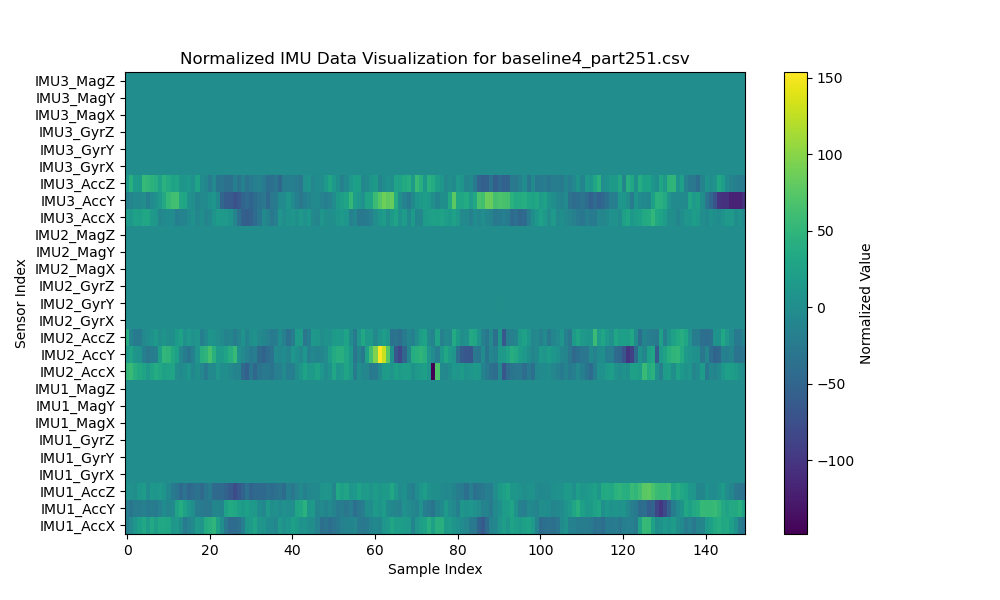 Normalized IMU Data Visualization for baseline4_part251.csv
IMU3_MagZ
IMU3_MagY
IMU3_MagX
IMU3_GyrZ
IMU3_GyrY
IMU3_GyrX
IMU3_AccZ
IMU3_AccY
IMU3_AccX
IMU2_MagZ
IMU2_MagY
IMU2_MagX
IMU2_GyrZ
IMU2_GyrY
IMU2_GyrX
IMU2_AccZ
IMU2_AccY
IMU2_AccX
IMU1_MagZ
IMU1_MagY
IMU1_MagX
IMU1_GyrZ
IMU1_GyrY
IMU1_GyrX
IMU1_AccZ
IMU1_AccY
IMU1_AccX
Sensor Index
0 20 40 60 80 100 120 140
Sample Index
150
100
50
0
−50
−100
Normalized Value